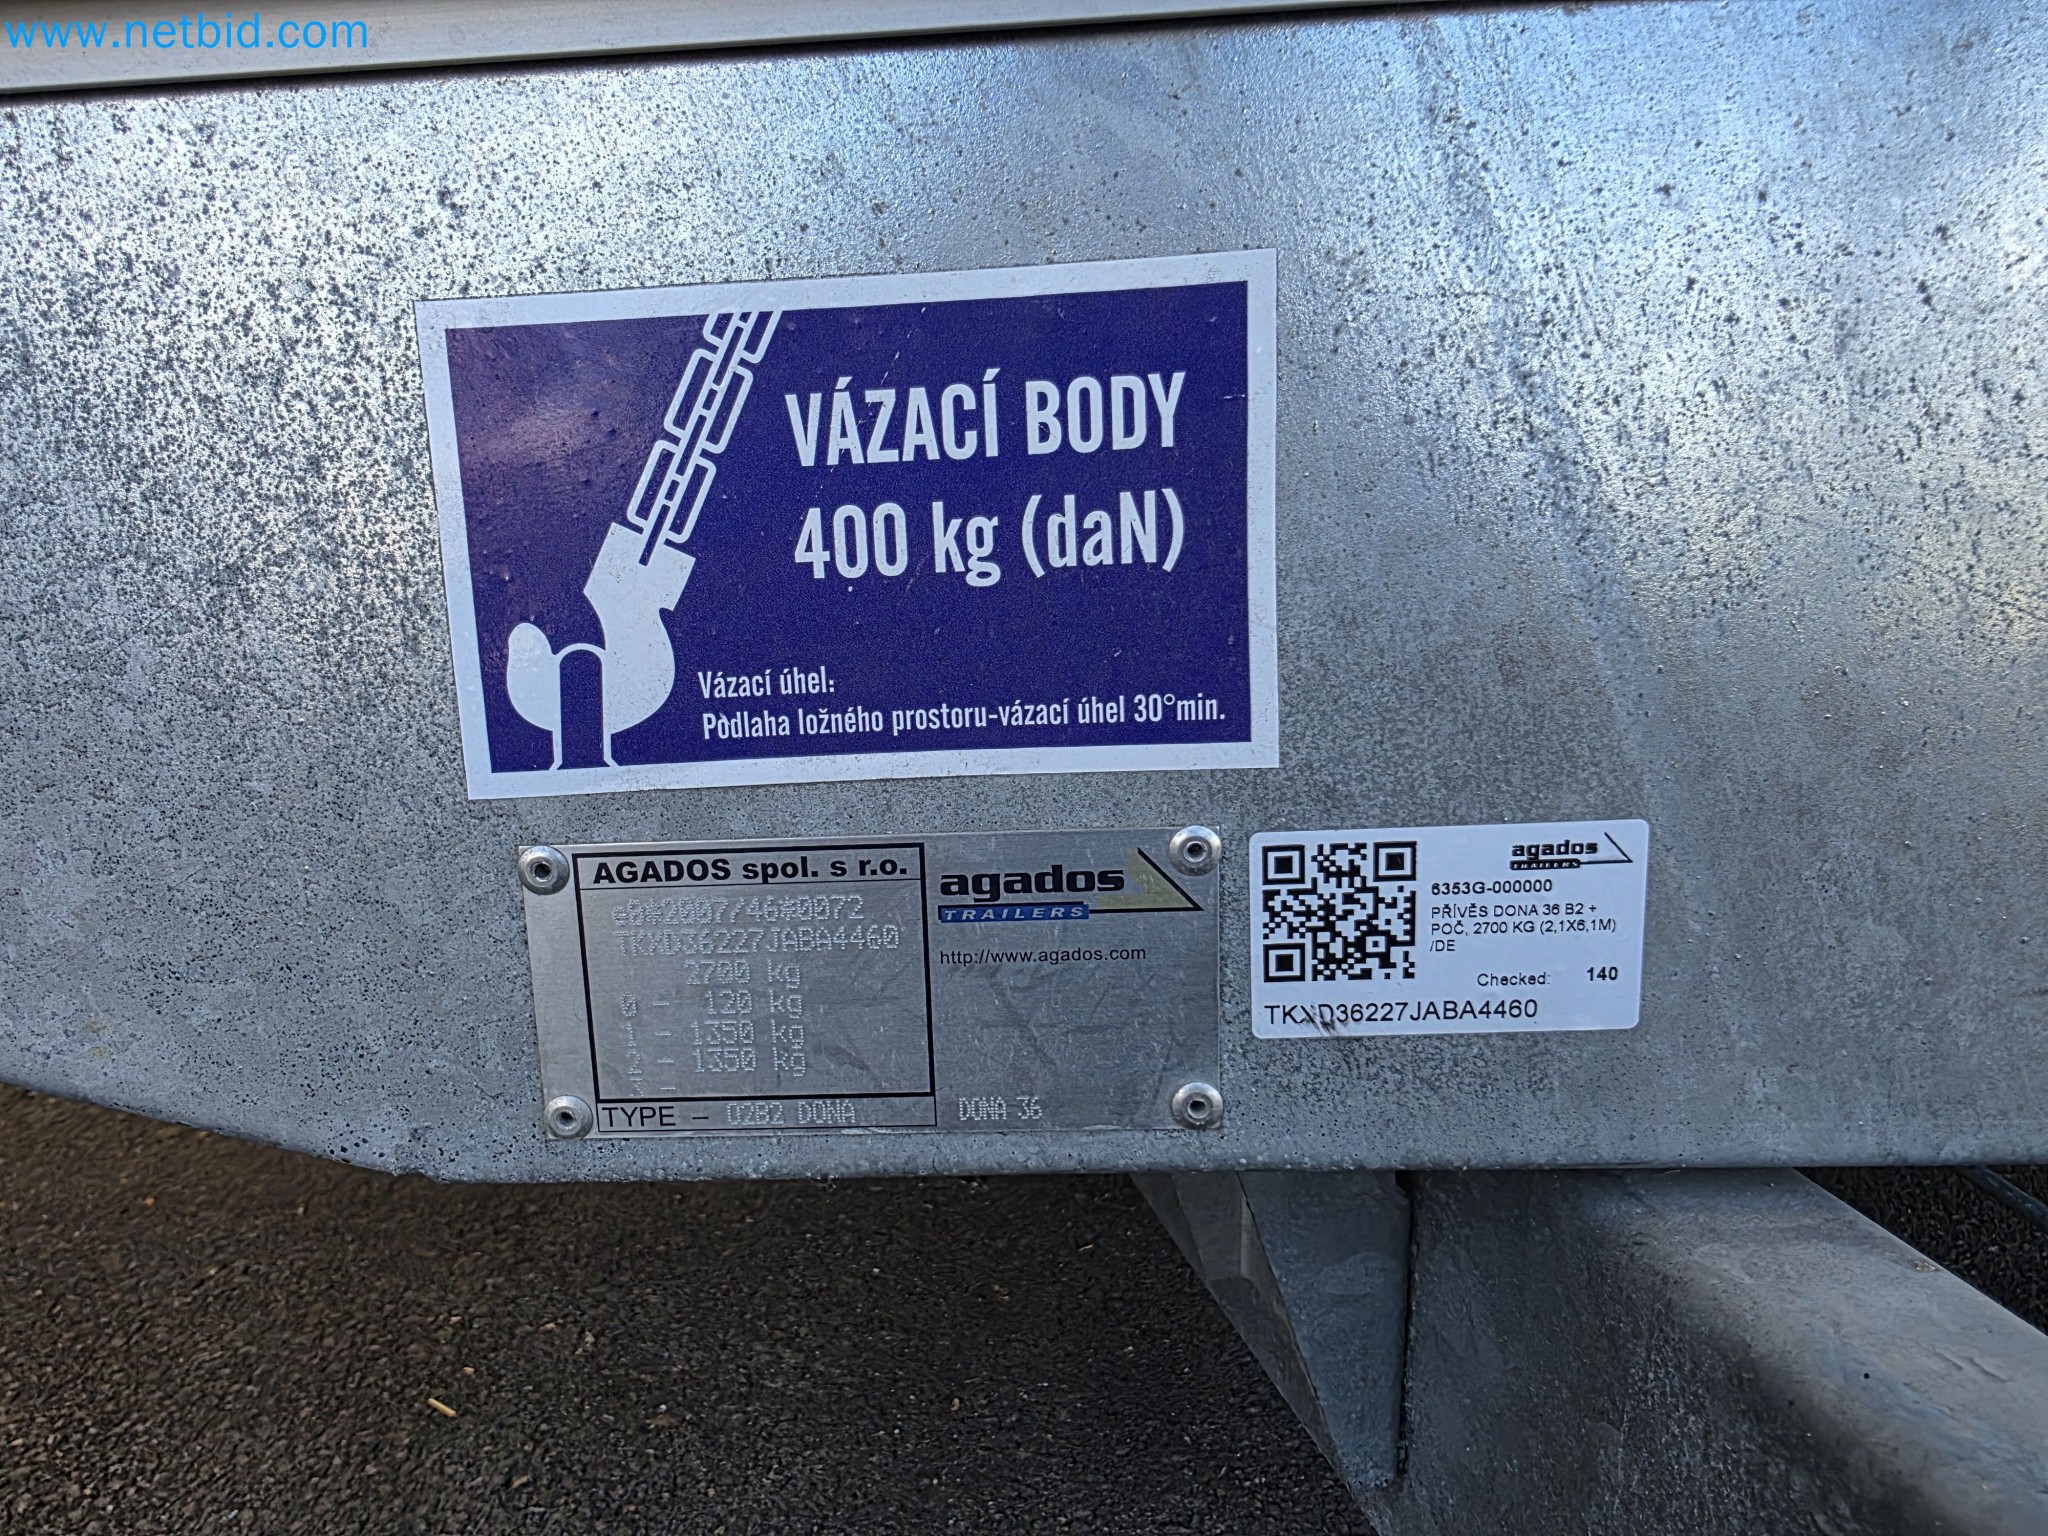 www.netbid.com
VÁZACÍ BODY
400 kg (daN)
Vázací úhel:
Podlaha ložného prostoru-vázací úhel 30°min.
AGADOS spol. s r.o.
e0*2007/46*0072
TKXD36227JABA4460
2700 kg
0 - 120 kg
1 - 1350 kg
2 - 1350 kg
3 -
TYPE - O2B2 DONA
agados
TRAILERS
http://www.agados.com
DONA 36
agados
TRAILERS
6353G-000000
PŘÍVĚS DONA 36 B2 +
POČ, 2700 KG (2,1X6,1M)
/DE
Checked: 140
TKXD36227JABA4460